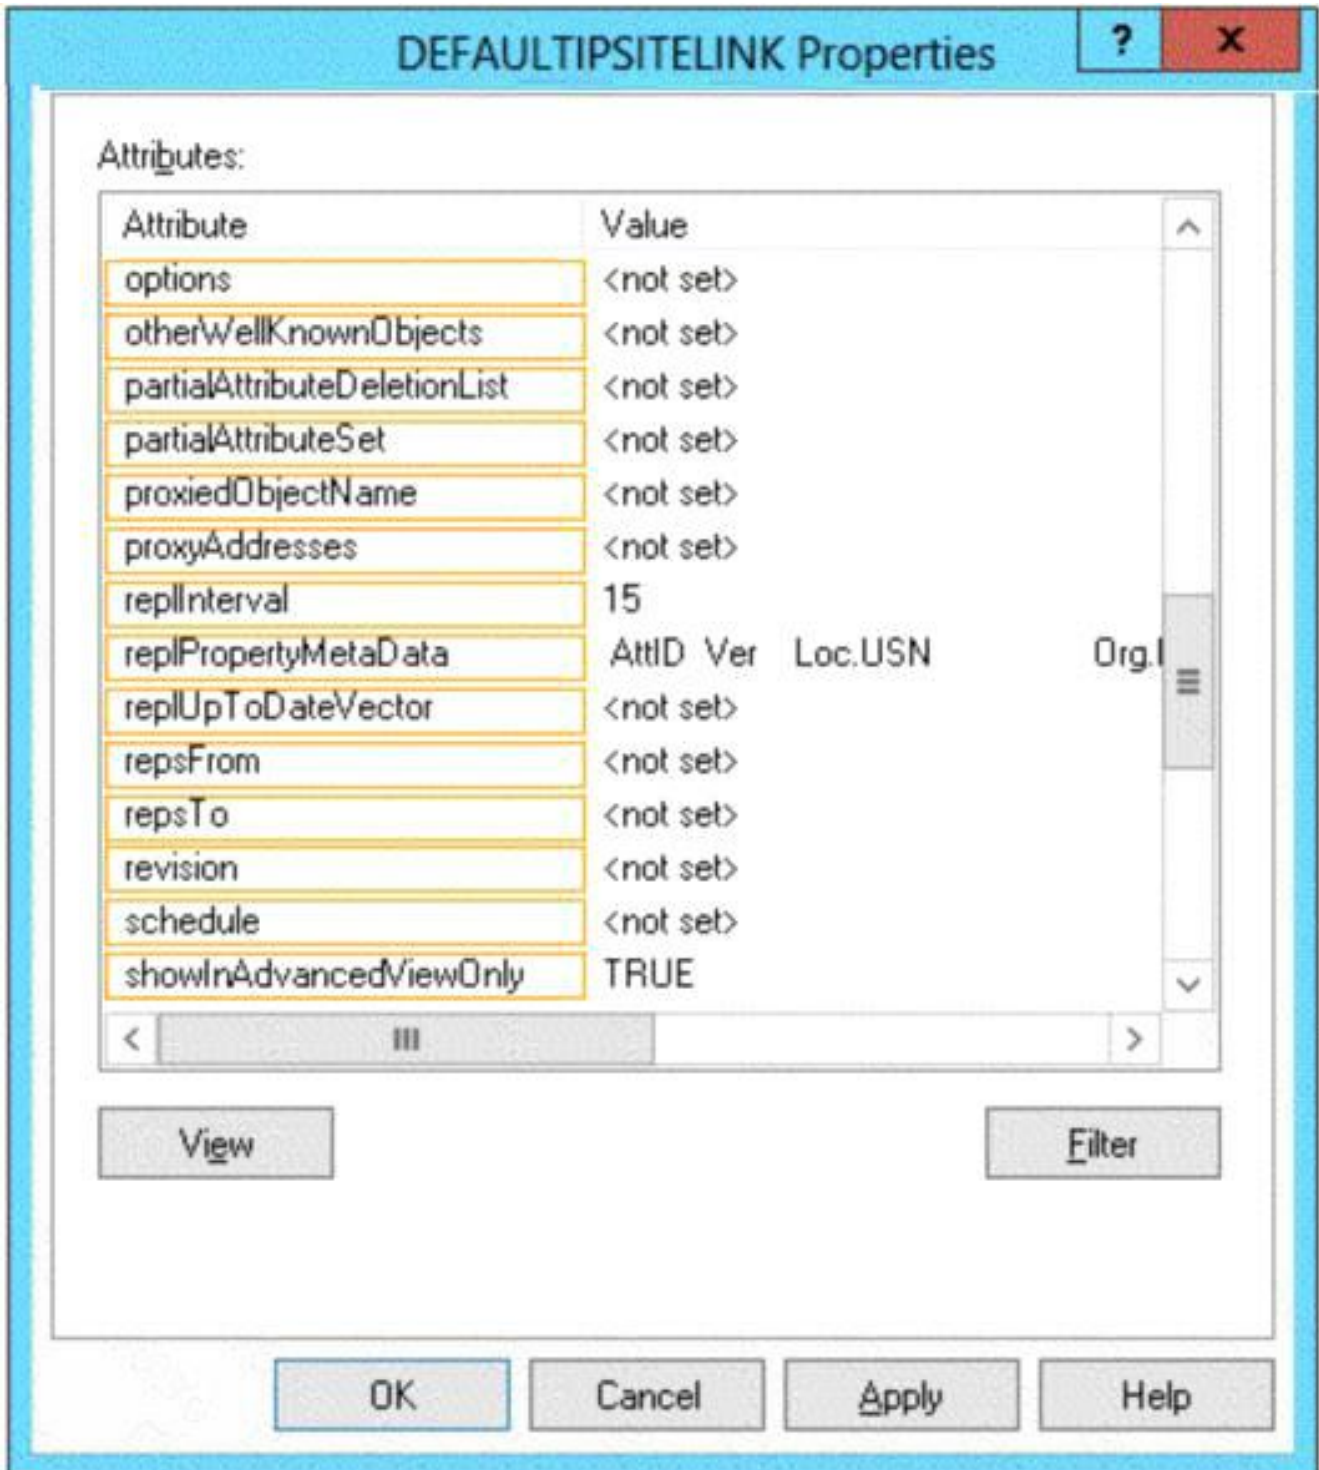 DEFAULTIPSITELINK Properties ? x
Attributes:
Attribute Value
options <not set>
otherWellKnownObjects <not set>
partialAttributeDeletionList <not set>
partialAttributeSet <not set>
proxiedObjectName <not set>
proxyAddresses <not set>
replInterval 15
replPropertyMetaData AttID Ver Loc.USN Org.
replUpToDateVector <not set>
repsFrom <not set>
repsTo <not set>
revision <not set>
schedule <not set>
showInAdvancedViewOnly TRUE
View Filter
OK Cancel Apply Help